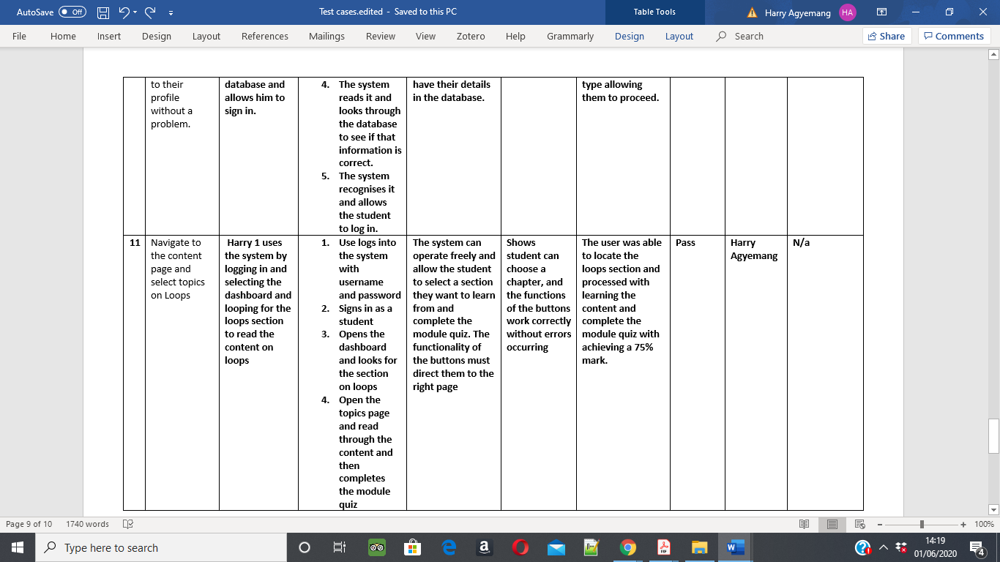 AutoSave Off
Test cases.edited - Saved to this PC
Table Tools
Harry Agyemang HA
File Home Insert Design Layout References Mailings Review View Zotero Help Grammarly Design Layout Search Share Comments
to their
profile
without a
problem.
database and
allows him to
sign in.
4. The system
reads it and
looks through
the database
to see if that
information is
correct.
5. The system
recognises it
and allows
the student
to log in.
have their details
in the database.
type allowing
them to proceed.
11
Navigate to
the content
page and
select topics
on Loops
Harry 1 uses
the system by
logging in and
selecting the
dashboard and
looping for the
loops section
to read the
content on
loops
1. Use logs into
the system
with
username
and password
2. Signs in as a
student
3. Opens the
dashboard
and looks for
the section
on loops
4. Open the
topics page
and read
through the
content and
then
completes
the module
quiz
The system can
operate freely and
allow the student
to select a section
they want to learn
from and
complete the
module quiz. The
functionality of
the buttons must
direct them to the
right page
Shows
student can
choose a
chapter, and
the functions
of the buttons
work correctly
without errors
occurring
The user was able
to locate the
loops section and
processed with
learning the
content and
complete the
module quiz with
achieving a 75%
mark.
Pass
Harry
Agyemang
N/a
Page 9 of 10 1740 words
100%
Type here to search
14:19
01/06/2020
4